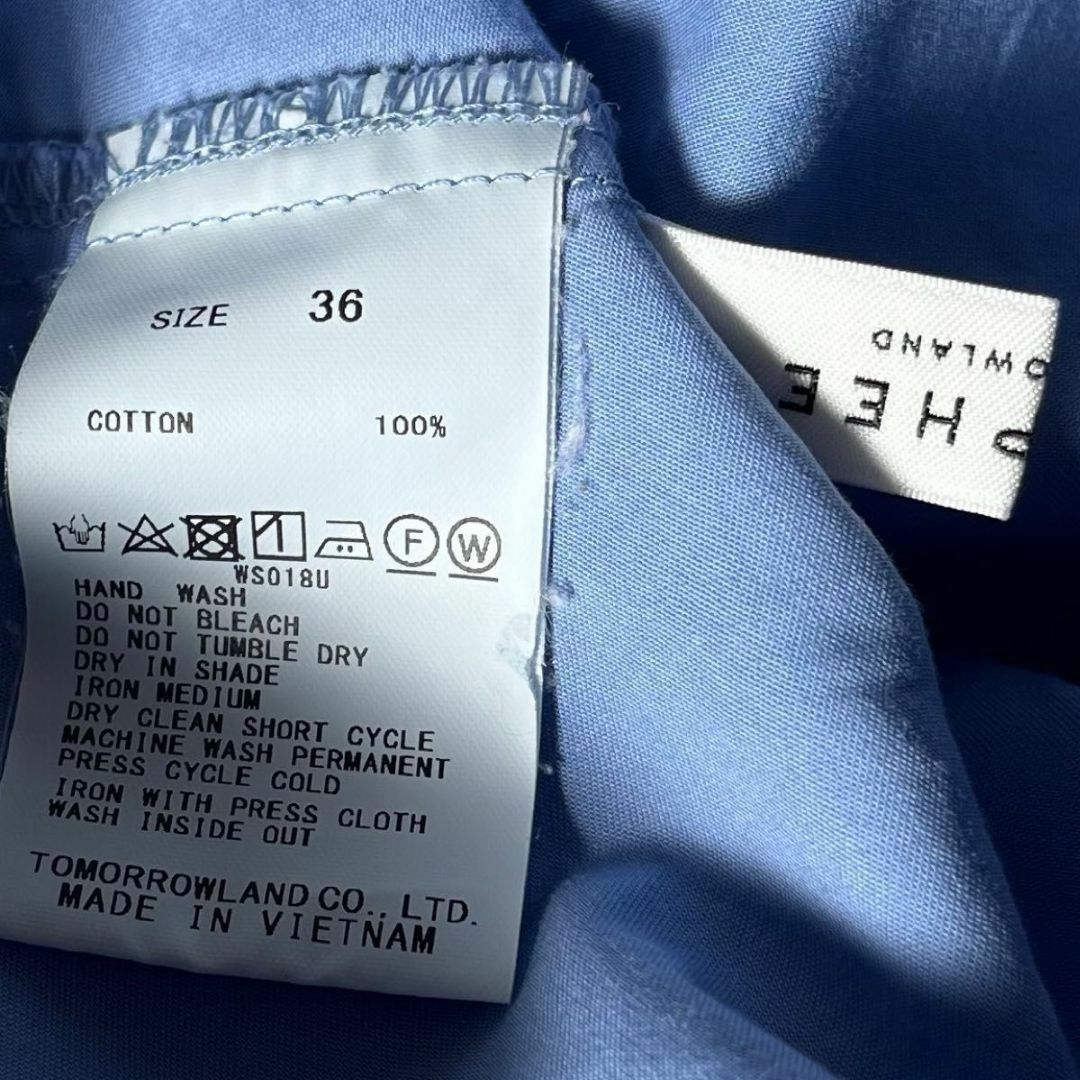 SIZE 36
COTTON 100%
F W
WS018U
HAND WASH
DO NOT BLEACH
DO NOT TUMBLE DRY
DRY IN SHADE
IRON MEDIUM
DRY CLEAN SHORT CYCLE
MACHINE WASH PERMANENT
PRESS CYCLE COLD
IRON WITH PRESS CLOTH
WASH INSIDE OUT
TOMORROWLAND CO., LTD.
MADE IN VIETNAM
PHEE
OWLAND